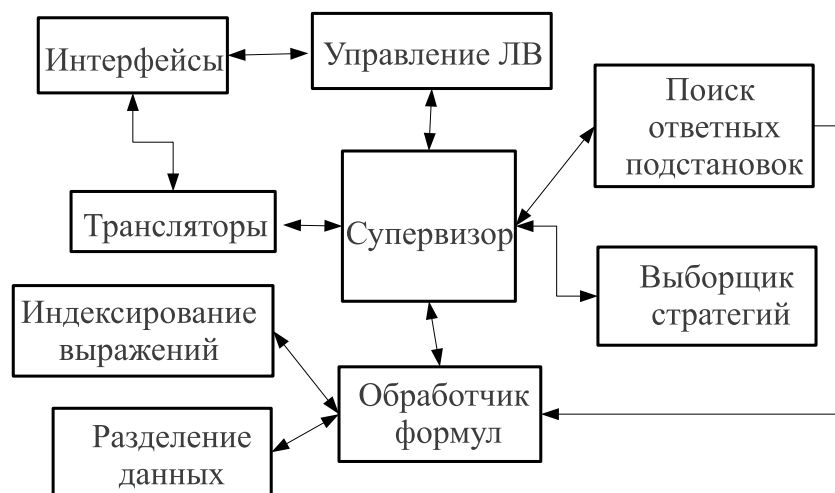 Интерфейсы
Управление ЛВ
Поиск
ответных
подстановок
Трансляторы
Супервизор
Выборщик
стратегий
Индексирование
выражений
Обработчик
формул
Разделение
данных